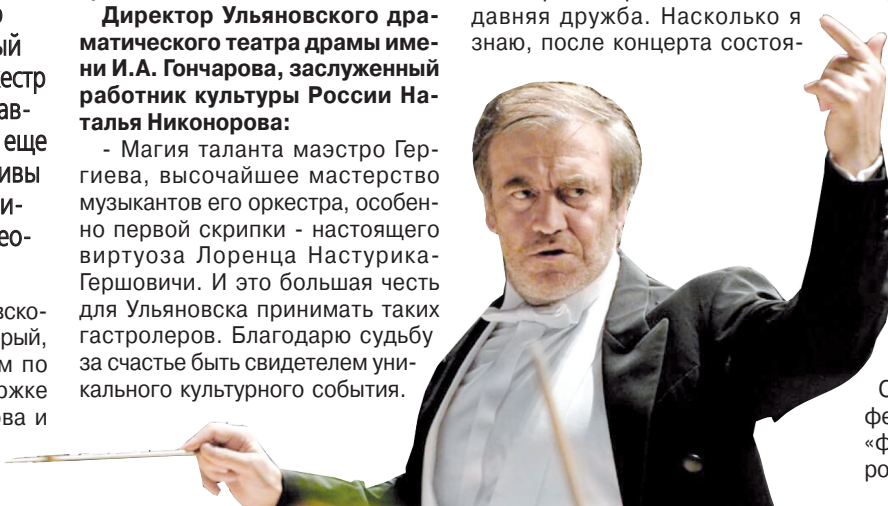 ый
естр
ав-
еще
ивы
и-
ео-
вско-
рый,
м по
ржке
ова и
Директор Ульяновского дра-
матического театра драмы име-
ни И.А. Гончарова, заслуженный
работник культуры России На-
талья Никонорова:
- Магия таланта маэстро Гер-
гиева, высочайшее мастерство
музыкантов его оркестра, особен-
но первой скрипки - настоящего
виртуоза Лоренца Настурика-
Гершовичи. И это большая честь
для Ульяновска принимать таких
гастролеров. Благодарю судьбу
за счастье быть свидетелем уни-
кального культурного события.
давняя дружба. Насколько я
знаю, после концерта состоя-
С
фе
«ф
ро